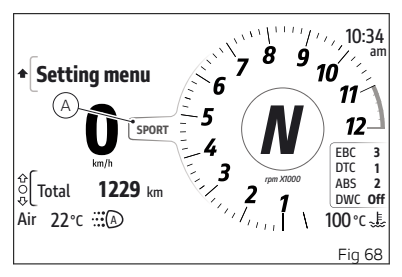 10:34
am
Setting menu
A
0
SPORT
km/h
Total 1229 km
Air 22°C (A)
1
2
3
4
5
6
7
8
9
10
11
12
N
rpm X1000
EBC 3
DTC 1
ABS 2
DWC Off
100 °C
Fig 68